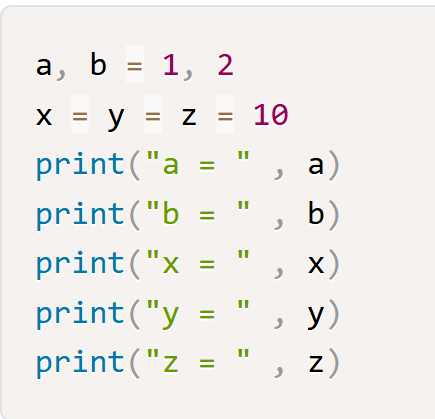 a, b = 1, 2
x = y = z = 10
print("a = " , a)
print("b = " , b)
print("x = " , x)
print("y = " , y)
print("z = " , z)